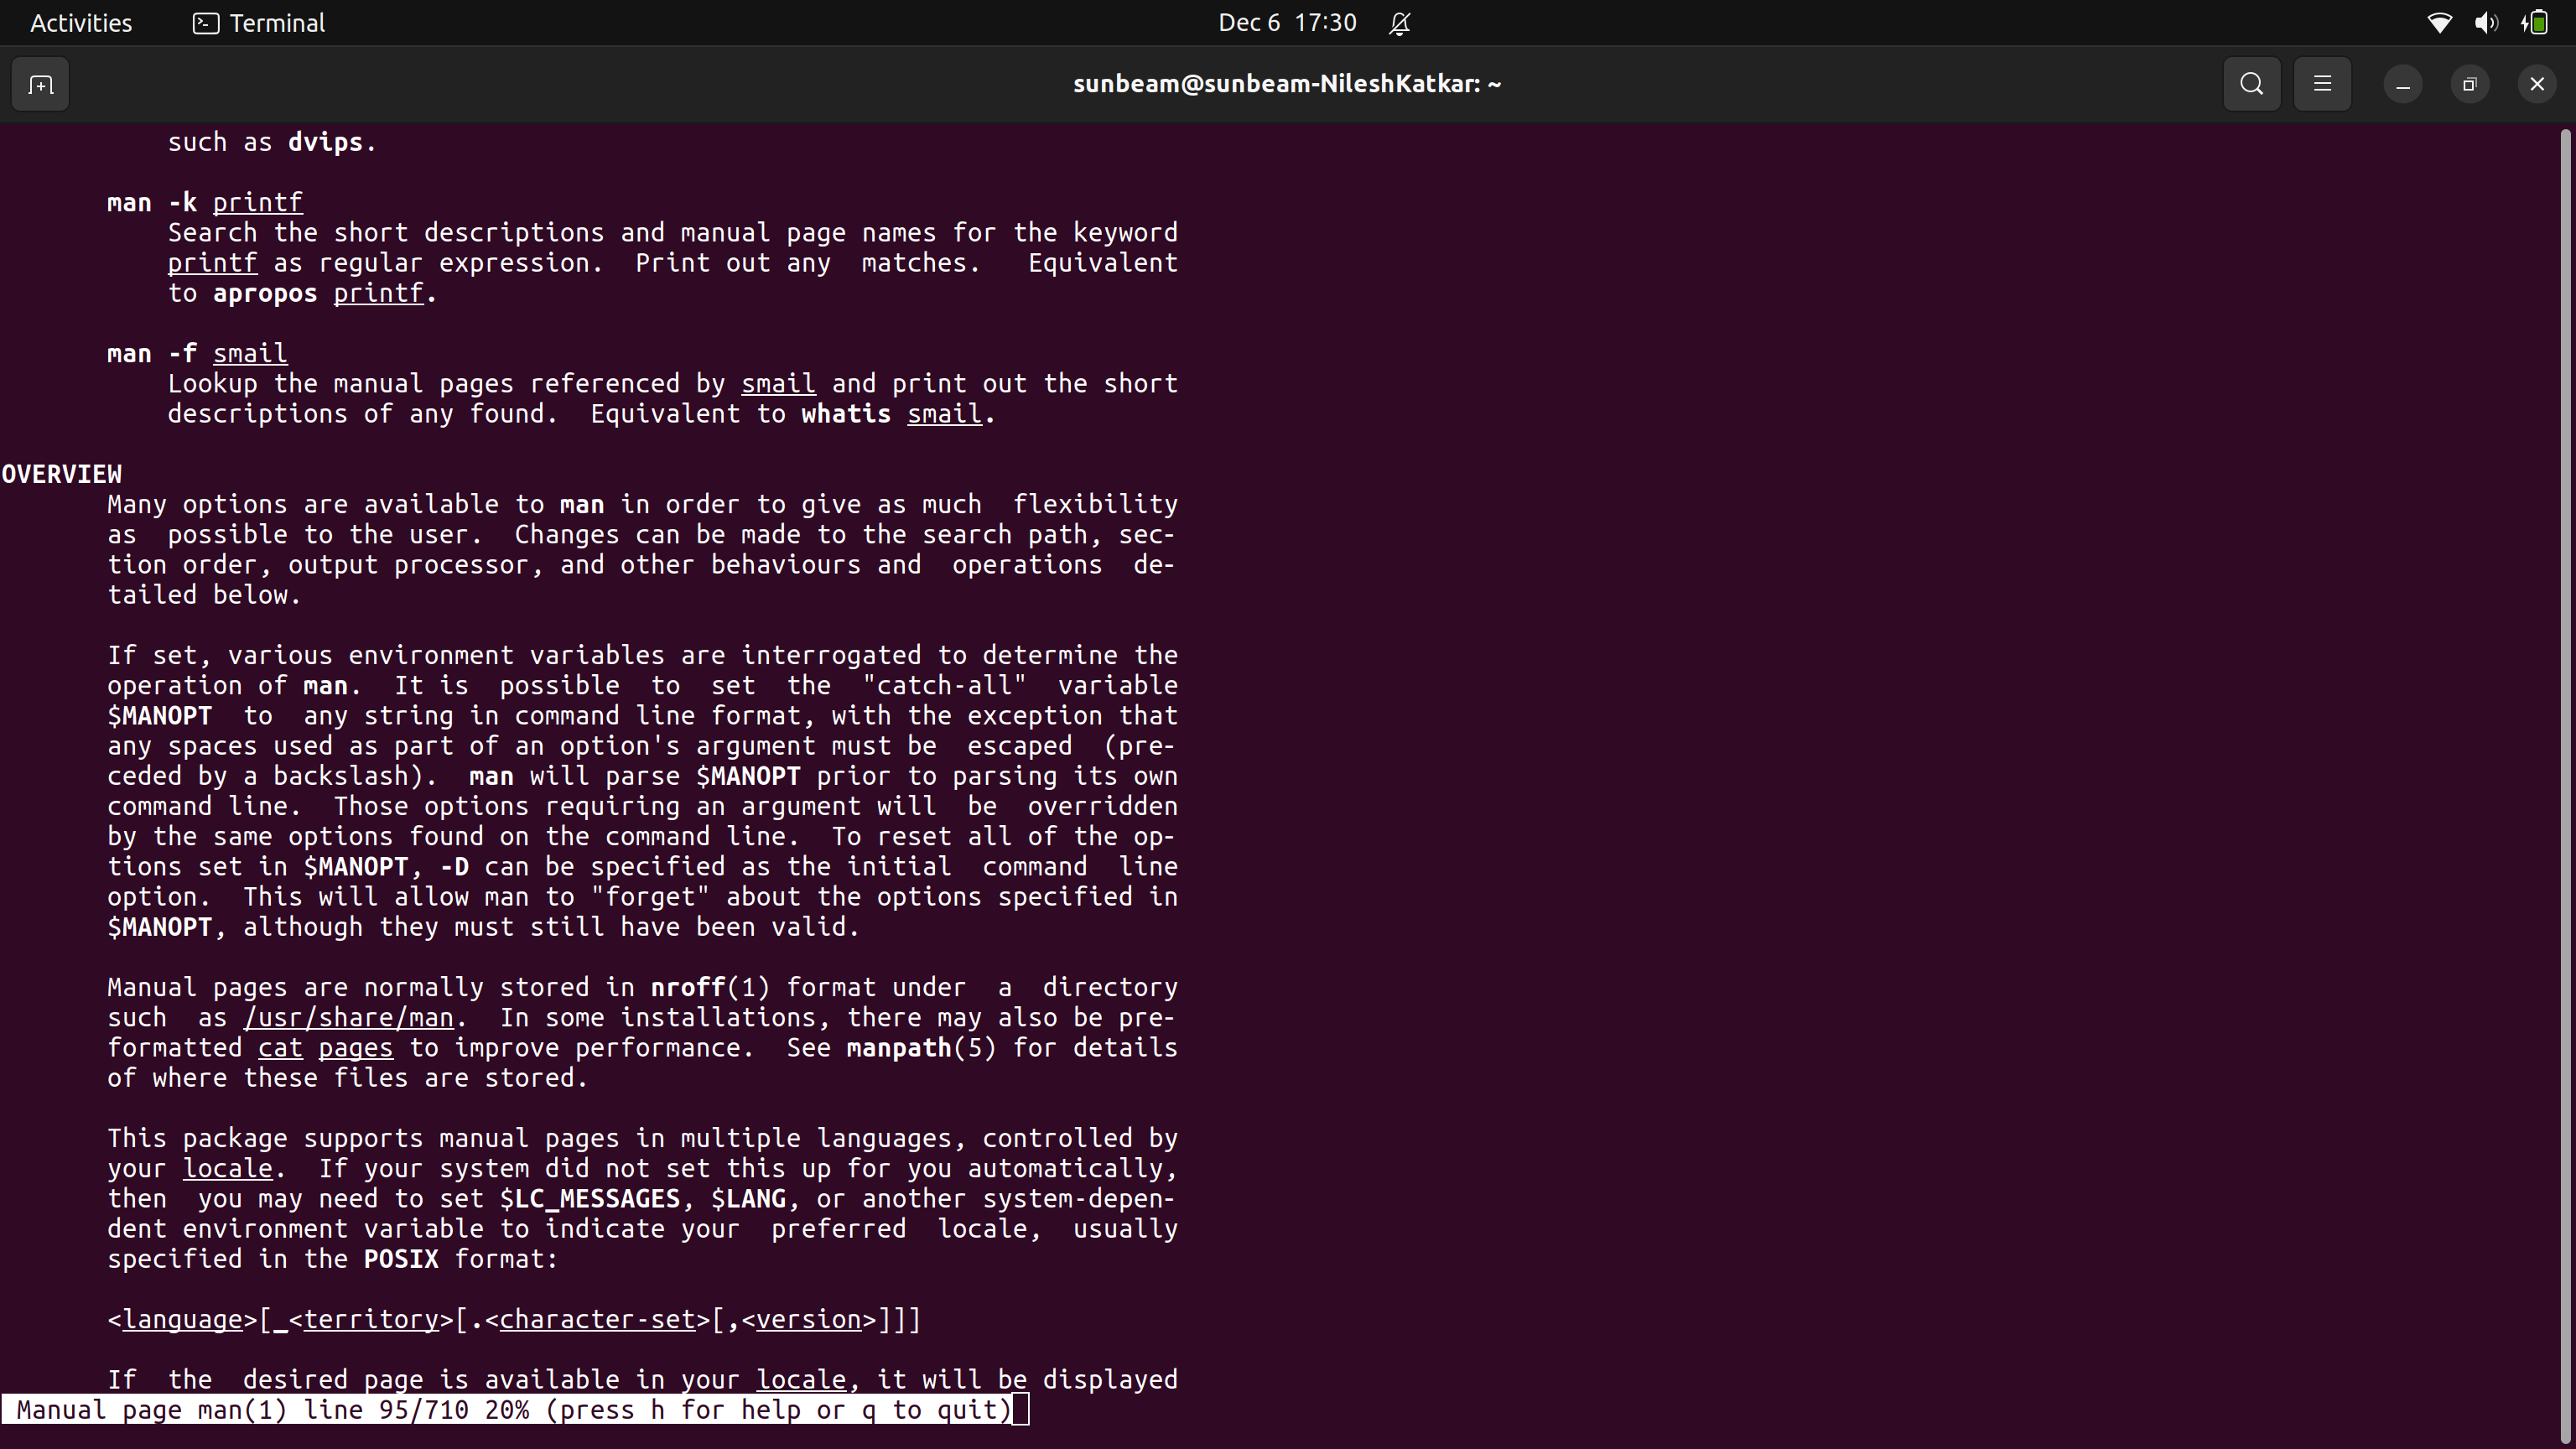 Activities
Terminal
Dec 6 17:30
sunbeam@sunbeam-NileshKatkar: ~
such as dvips.
man -k printf
Search the short descriptions and manual page names for the keyword
printf as regular expression.  Print out any  matches.   Equivalent
to apropos printf.
man -f smail
Lookup the manual pages referenced by smail and print out the short
descriptions of any found.  Equivalent to whatis smail.
OVERVIEW
Many options are available to man in order to give as much  flexibility
as  possible to the user.  Changes can be made to the search path, sec-
tion order, output processor, and other behaviours and  operations  de-
tailed below.
If set, various environment variables are interrogated to determine the
operation of man.  It is  possible  to  set  the  "catch-all"  variable
$MANOPT  to  any string in command line format, with the exception that
any spaces used as part of an option's argument must be  escaped  (pre-
ceded by a backslash).  man will parse $MANOPT prior to parsing its own
command line.  Those options requiring an argument will  be  overridden
by the same options found on the command line.  To reset all of the op-
tions set in $MANOPT, -D can be specified as the initial  command  line
option.  This will allow man to "forget" about the options specified in
$MANOPT, although they must still have been valid.
Manual pages are normally stored in nroff(1) format under  a  directory
such  as /usr/share/man.  In some installations, there may also be pre-
formatted cat pages to improve performance.  See manpath(5) for details
of where these files are stored.
This package supports manual pages in multiple languages, controlled by
your locale.  If your system did not set this up for you automatically,
then  you may need to set $LC_MESSAGES, $LANG, or another system-depen-
dent environment variable to indicate your  preferred  locale,  usually
specified in the POSIX format:
<language>[_<territory>[.<character-set>[,<version>]]]
If  the  desired page is available in your locale, it will be displayed
Manual page man(1) line 95/710 20% (press h for help or q to quit)